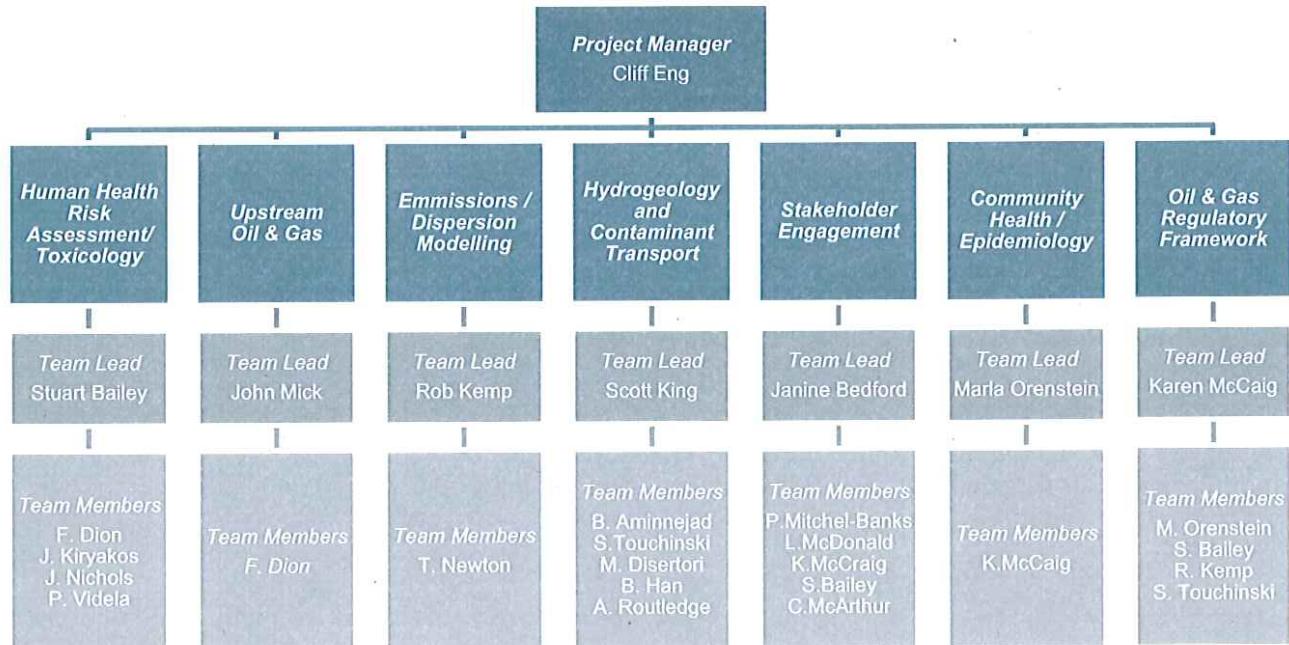 Project Manager
Cliff Eng
Human Health
Risk
Assessment/
Toxicology
Upstream
Oil & Gas
Emmissions /
Dispersion
Modelling
Hydrogeology
and
Contaminant
Transport
Stakeholder
Engagement
Community
Health /
Epidemiology
Oil & Gas
Regulatory
Framework
Team Lead
Stuart Bailey
Team Lead
John Mick
Team Lead
Rob Kemp
Team Lead
Scott King
Team Lead
Janine Bedford
Team Lead
Marla Orenstein
Team Lead
Karen McCaig
Team Members
F. Dion
J. Kiryakos
J. Nichols
P. Videla
Team Members
F. Dion
Team Members
T. Newton
Team Members
B. Aminnejad
S.Touchinski
M. Disertori
B. Han
A. Routledge
Team Members
P.Mitchel-Banks
L.McDonald
K.McCraig
S.Bailey
C.McArthur
Team Members
K.McCaig
Team Members
M. Orenstein
S. Bailey
R. Kemp
S. Touchinski